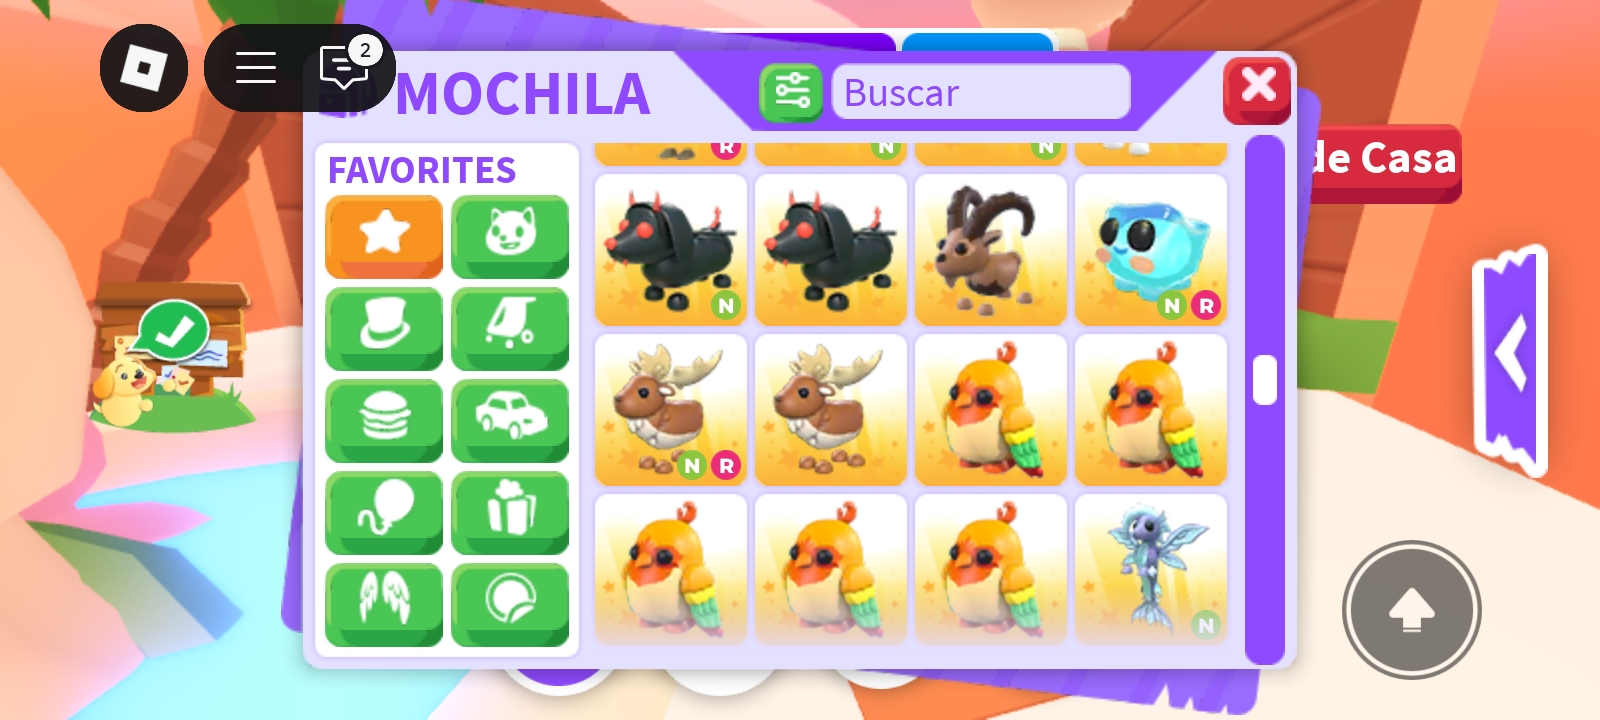 2
MOCHILA
Buscar
FAVORITES
de Casa
R
N
N
N
N R
N R
N